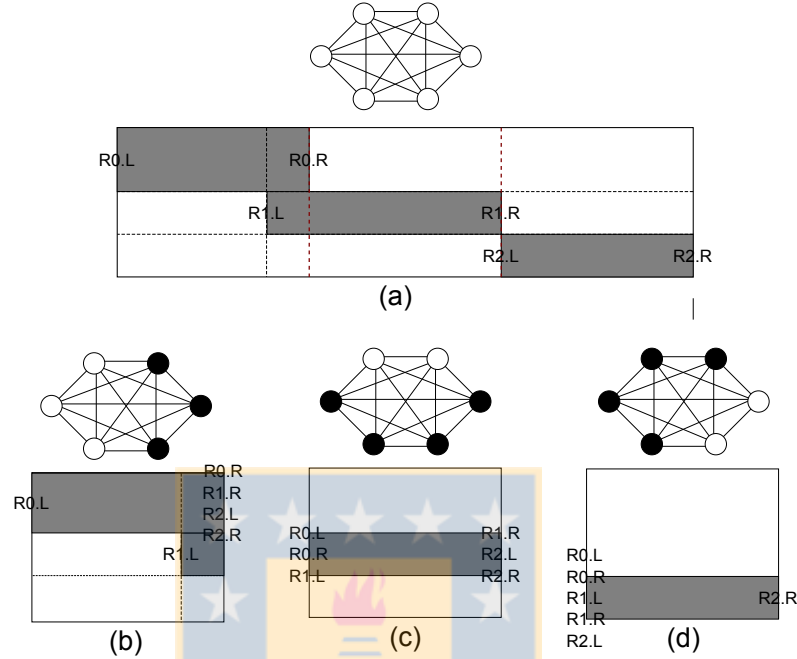 R0.L R0.R
R1.L R1.R
R2.L R2.R
(a)
R0.R
R0.L R1.R
R2.L
R2.R
R1.L
(b)
R0.L R1.R
R0.R R2.L
R1.L R2.R
(c)
R0.L
R0.R
R1.L R2.R
R1.R
R2.L
(d)